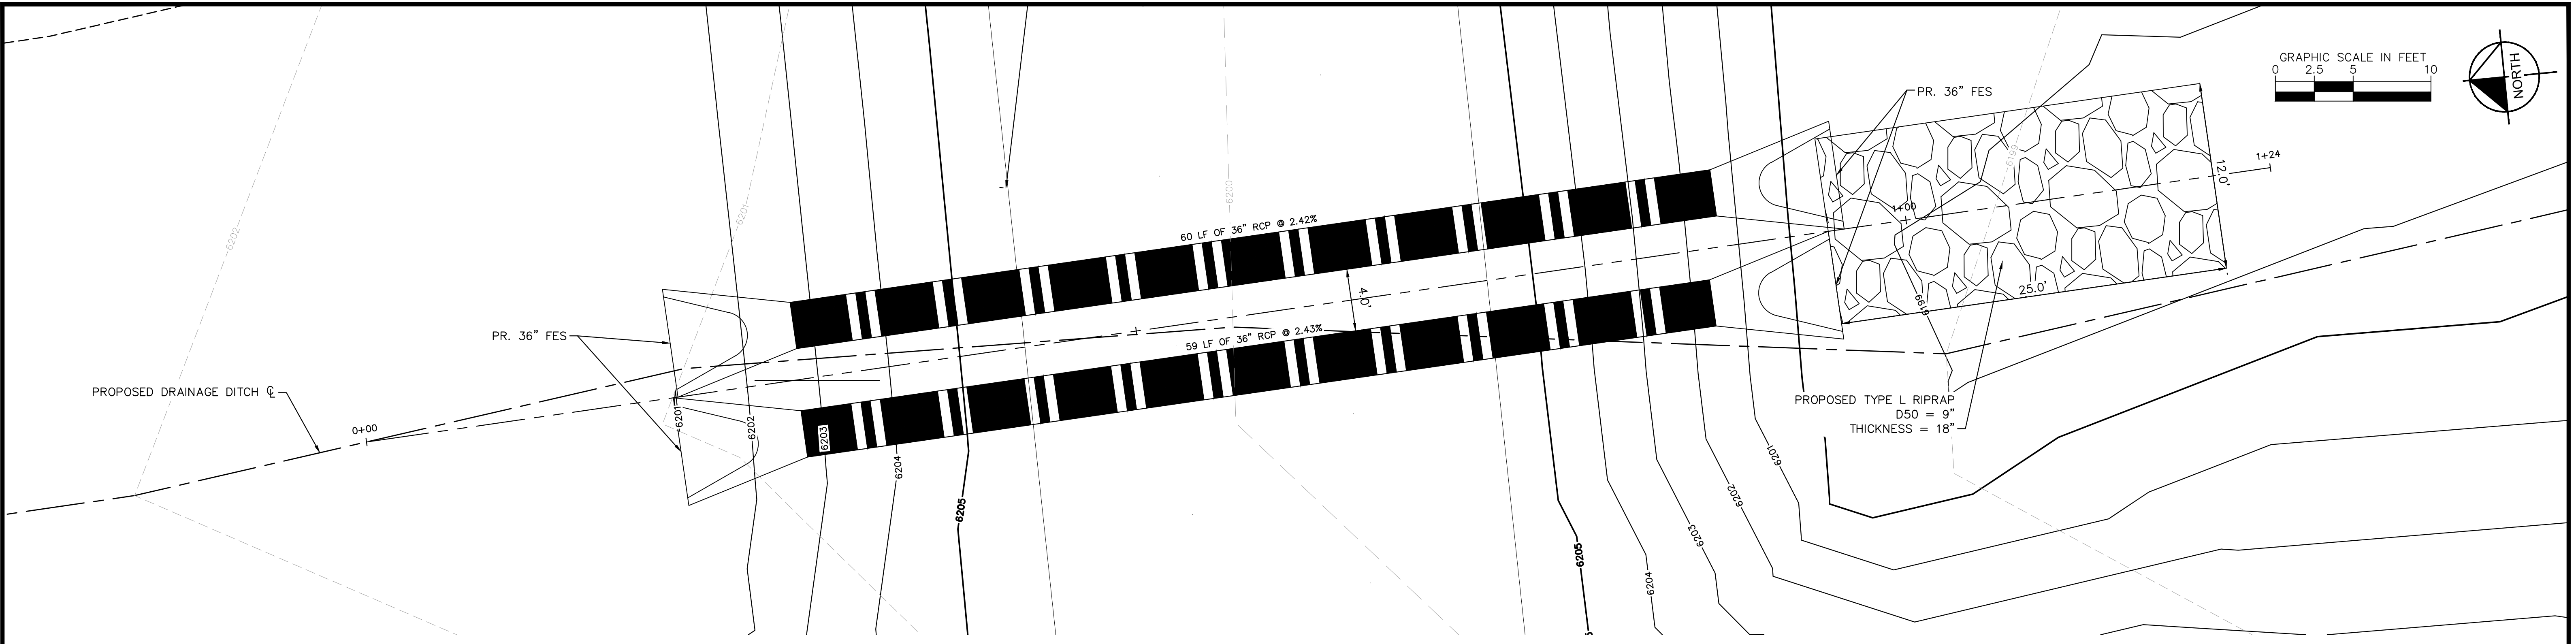 GRAPHIC SCALE IN FEET
0 2.5 5 10
NORTH
PR. 36" FES
1+24
12.0'
6199
1+00
25.0'
6199
6202
6201
6200
60 LF OF 36" RCP @ 2.42%
4.0'
59 LF OF 36" RCP @ 2.43%
PR. 36" FES
PROPOSED DRAINAGE DITCH ℄
0+00
6201
6202
6203
6204
6205
PROPOSED TYPE L RIPRAP
D50 = 9"
THICKNESS = 18"
6205
6204
6203
6202
6201